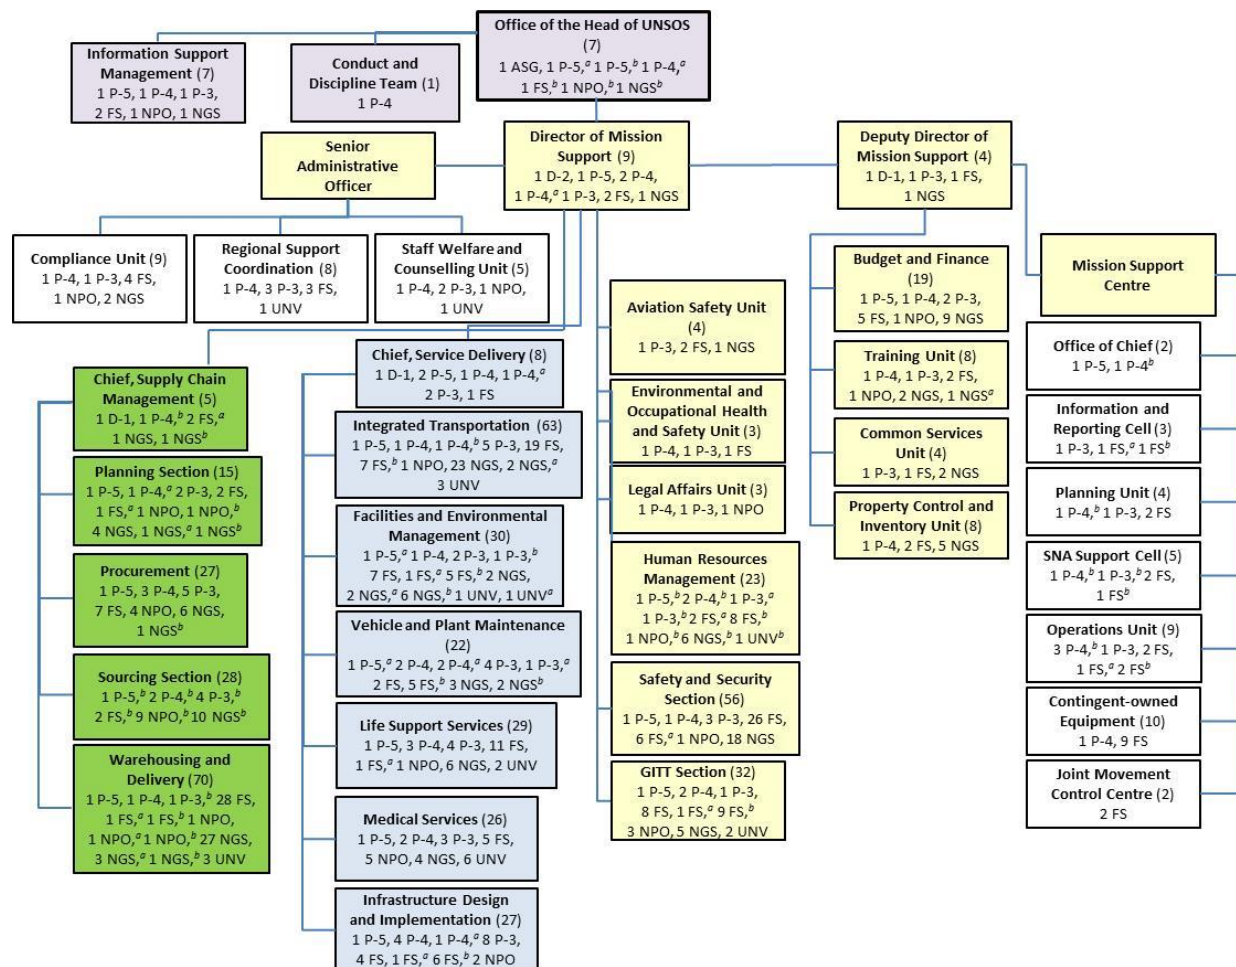 Office of the Head of UNSOS
(7)
1 ASG, 1 P-5,ᵃ 1 P-5,ᵇ 1 P-4,ᵃ
1 FS,ᵇ 1 NPO,ᵇ 1 NGSᵇ
Information Support
Management (7)
1 P-5, 1 P-4, 1 P-3,
2 FS, 1 NPO, 1 NGS
Conduct and
Discipline Team (1)
1 P-4
Senior
Administrative
Officer
Director of Mission
Support (9)
1 D-2, 1 P-5, 2 P-4,
1 P-4,ᵃ 1 P-3, 2 FS, 1 NGS
Deputy Director of
Mission Support (4)
1 D-1, 1 P-3, 1 FS,
1 NGS
Compliance Unit (9)
1 P-4, 1 P-3, 4 FS,
1 NPO, 2 NGS
Regional Support
Coordination (8)
1 P-4, 3 P-3, 3 FS,
1 UNV
Staff Welfare and
Counselling Unit (5)
1 P-4, 2 P-3, 1 NPO,
1 UNV
Chief, Supply Chain
Management (5)
1 D-1, 1 P-4,ᵇ 2 FS,ᵃ
1 NGS, 1 NGSᵇ
Planning Section (15)
1 P-5, 1 P-4,ᵃ 2 P-3, 2 FS,
1 FS,ᵃ 1 NPO, 1 NPO,ᵇ
4 NGS, 1 NGS,ᵃ 1 NGSᵇ
Procurement (27)
1 P-5, 3 P-4, 5 P-3,
7 FS, 4 NPO, 6 NGS,
1 NGSᵇ
Sourcing Section (28)
1 P-5,ᵇ 2 P-4,ᵇ 4 P-3,ᵇ
2 FS,ᵇ 9 NPO,ᵇ 10 NGSᵇ
Warehousing and
Delivery (70)
1 P-5, 1 P-4, 1 P-3,ᵇ 28 FS,
1 FS,ᵃ 1 FS,ᵇ 1 NPO,
1 NPO,ᵃ 1 NPO,ᵇ 27 NGS,
3 NGS,ᵃ 1 NGS,ᵇ 3 UNV
Chief, Service Delivery (8)
1 D-1, 2 P-5, 1 P-4, 1 P-4,ᵃ
2 P-3, 1 FS
Integrated Transportation (63)
1 P-5, 1 P-4, 1 P-4,ᵇ 5 P-3, 19 FS,
7 FS,ᵇ 1 NPO, 23 NGS, 2 NGS,ᵃ
3 UNV
Facilities and Environmental
Management (30)
1 P-5,ᵃ 1 P-4, 2 P-3, 1 P-3,ᵇ
7 FS, 1 FS,ᵃ 5 FS,ᵇ 2 NGS,
2 NGS,ᵃ 6 NGS,ᵇ 1 UNV, 1 UNVᵃ
Vehicle and Plant Maintenance
(22)
1 P-5,ᵃ 2 P-4, 2 P-4,ᵃ 4 P-3, 1 P-3,ᵃ
2 FS, 5 FS,ᵇ 3 NGS, 2 NGSᵇ
Life Support Services (29)
1 P-5, 3 P-4, 4 P-3, 11 FS,
1 FS,ᵃ 1 NPO, 6 NGS, 2 UNV
Medical Services (26)
1 P-5, 2 P-4, 3 P-3, 5 FS,
5 NPO, 4 NGS, 6 UNV
Infrastructure Design
and Implementation (27)
1 P-5, 4 P-4, 1 P-4,ᵃ 8 P-3,
4 FS, 1 FS,ᵃ 6 FS,ᵇ 2 NPO
Aviation Safety Unit
(4)
1 P-3, 2 FS, 1 NGS
Environmental and
Occupational Health
and Safety Unit (3)
1 P-4, 1 P-3, 1 FS
Legal Affairs Unit (3)
1 P-4, 1 P-3, 1 NPO
Human Resources
Management (23)
1 P-5,ᵇ 2 P-4,ᵇ 1 P-3,ᵃ
1 P-3,ᵇ 2 FS,ᵃ 8 FS,ᵇ
1 NPO,ᵇ 6 NGS,ᵇ 1 UNVᵇ
Safety and Security
Section (56)
1 P-5, 1 P-4, 3 P-3, 26 FS,
6 FS,ᵃ 1 NPO, 18 NGS
GITT Section (32)
1 P-5, 2 P-4, 1 P-3,
8 FS, 1 FS,ᵃ 9 FS,ᵇ
3 NPO, 5 NGS, 2 UNV
Budget and Finance
(19)
1 P-5, 1 P-4, 2 P-3,
5 FS, 1 NPO, 9 NGS
Training Unit (8)
1 P-4, 1 P-3, 2 FS,
1 NPO, 2 NGS, 1 NGSᵃ
Common Services
Unit (4)
1 P-3, 1 FS, 2 NGS
Property Control and
Inventory Unit (8)
1 P-4, 2 FS, 5 NGS
Mission Support
Centre
Office of Chief (2)
1 P-5, 1 P-4ᵇ
Information and
Reporting Cell (3)
1 P-3, 1 FS,ᵃ 1 FSᵇ
Planning Unit (4)
1 P-4,ᵇ 1 P-3, 2 FS
SNA Support Cell (5)
1 P-4,ᵇ 1 P-3,ᵇ 2 FS,
1 FSᵇ
Operations Unit (9)
3 P-4,ᵇ 1 P-3, 2 FS,
1 FS,ᵃ 2 FSᵇ
Contingent-owned
Equipment (10)
1 P-4, 9 FS
Joint Movement
Control Centre (2)
2 FS